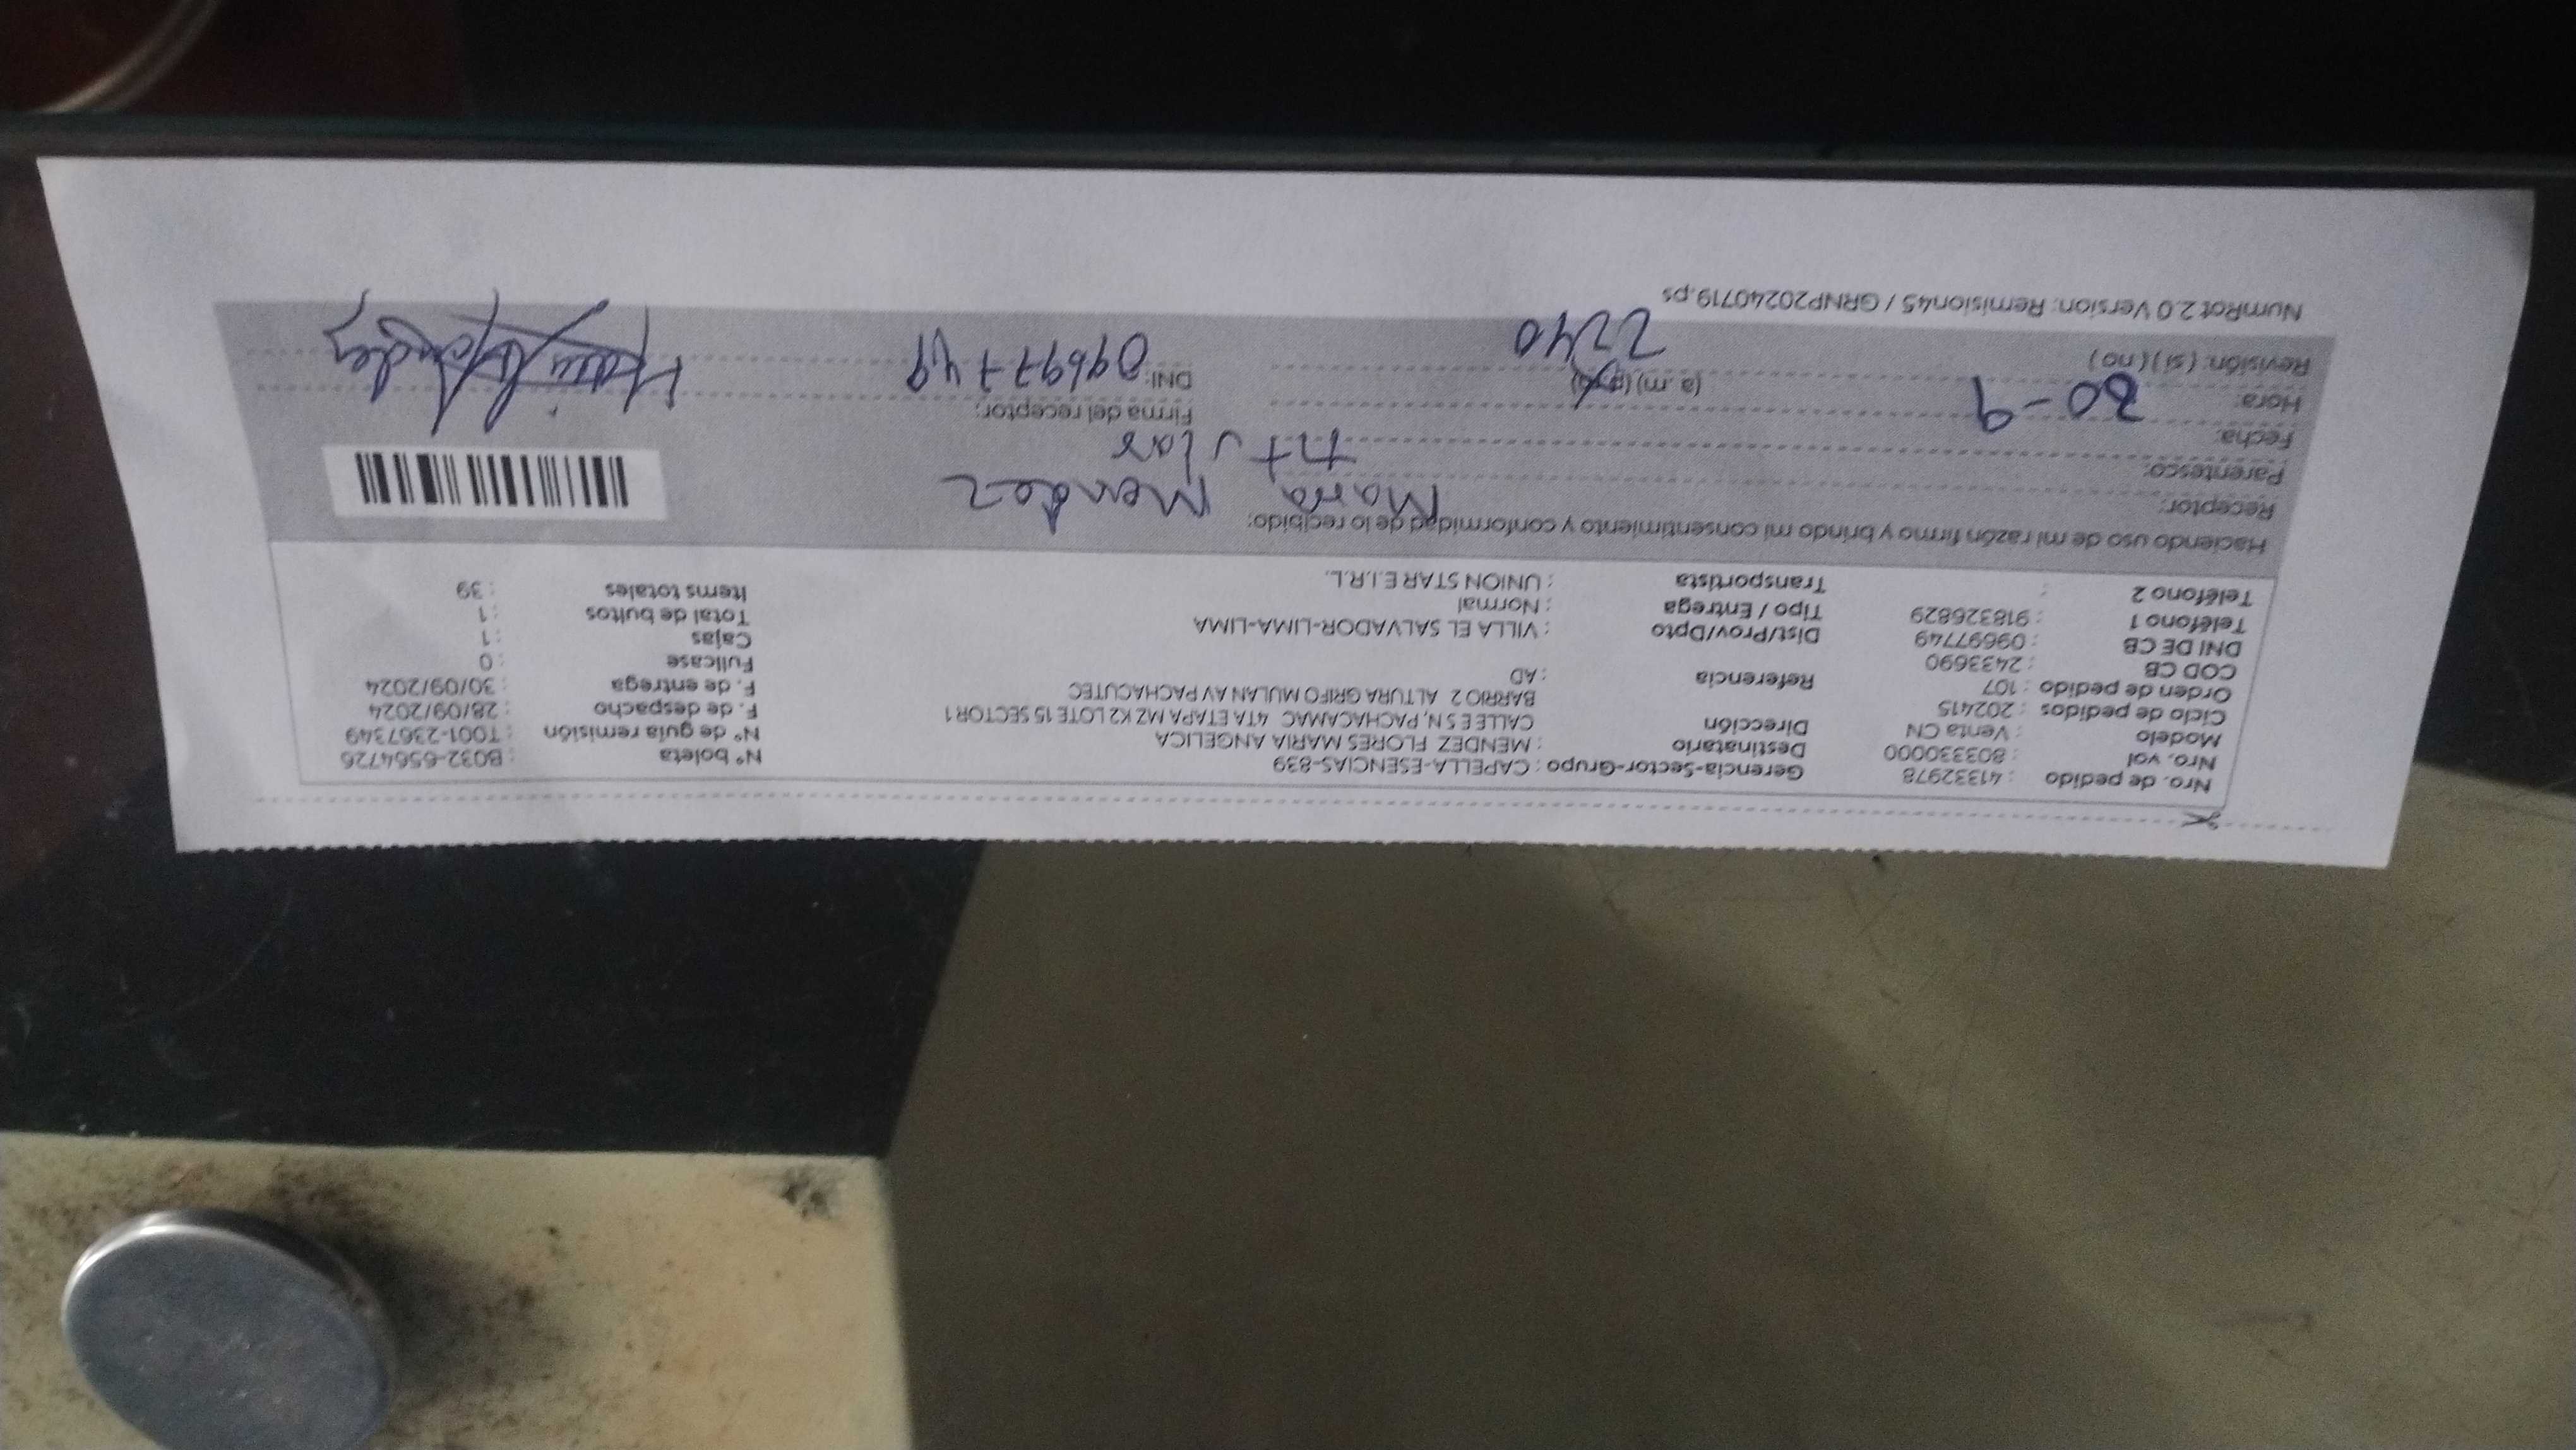 Nro. de pedido : 41332978 Gerencia-Sector-Grupo : CAPELLA-ESENCIAS-839 Nº boleta : B032-6564726
Nro. vol : 803330000 Destinatario : MENDEZ FLORES MARIA ANGELICA Nº de guía remisión : T001-2367349
Modelo : Venta CN Dirección CALLE E S N, PACHACAMAC 4TA ETAPA MZ K2 LOTE 15 SECTOR 1 F. de despacho : 28/09/2024
Ciclo de pedidos : 202415 BARRIO 2 ALTURA GRIFO MULAN AV PACHACUTEC F. de entrega : 30/09/2024
Orden de pedido : 107 Referencia : AD Fullcase : 0
COD CB : 2433690 Cajas : 1
DNI DE CB : 09697749 Dist/Prov/Dpto : VILLA EL SALVADOR-LIMA-LIMA Total de bultos : 1
Teléfono 1 : 918326829 Tipo / Entrega : Normal Items totales : 39
Teléfono 2 : Transportista : UNION STAR E.I.R.L.
Haciendo uso de mi razón firmo y brindo mi consentimiento y conformidad de lo recibido:
Receptor: Maria Mendez
Parentesco: titular
Fecha: 30-9 Firma del receptor:
Hora: (a.m) (p.m) 2240 DNI: 09697749
Revisión: (si) (no)
NumRot 2.0 Version: Remision45 / GRNP20240719.ps